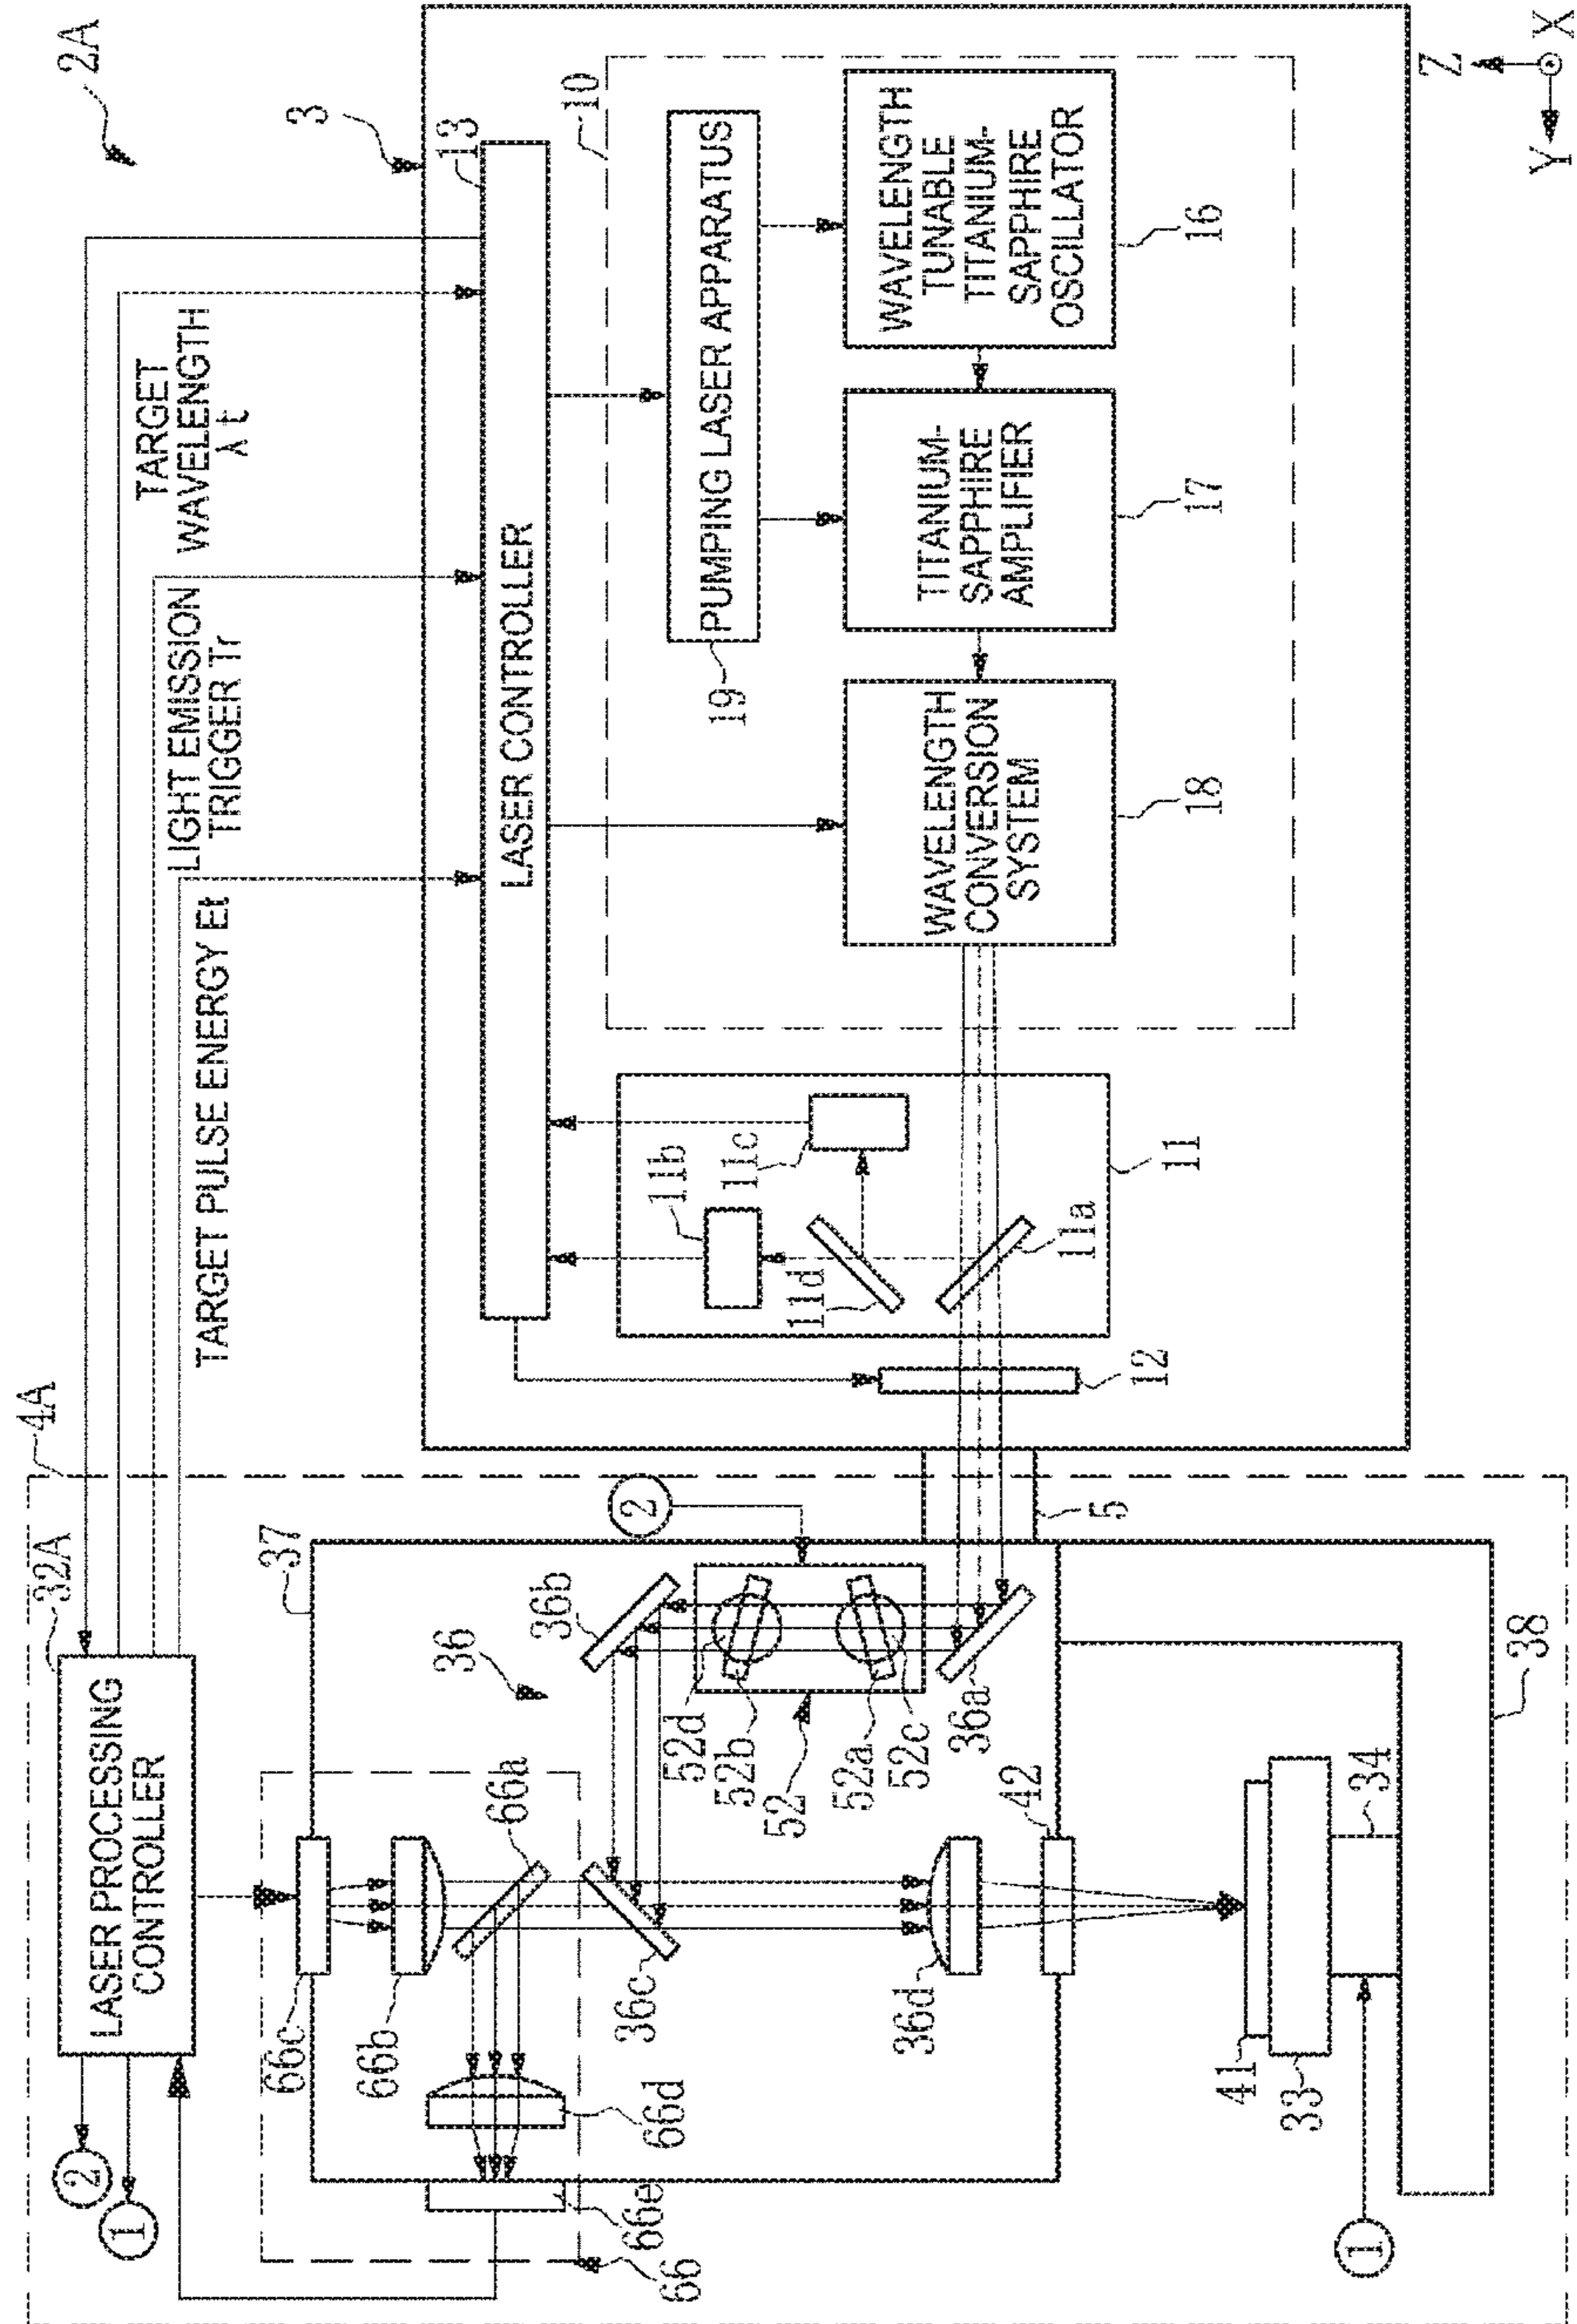 2A
4A
32A
LASER PROCESSING
CONTROLLER
2
1
TARGET
WAVELENGTH
λt
LIGHT EMISSION
TRIGGER Tr
TARGET PULSE ENERGY Et
3
13
LASER CONTROLLER
10
PUMPING LASER APPARATUS
19
WAVELENGTH
TUNABLE
TITANIUM-
SAPPHIRE
OSCILLATOR
16
TITANIUM-
SAPPHIRE
AMPLIFIER
17
WAVELENGTH
CONVERSION
SYSTEM
18
11b
11c
11d
11a
11
12
37
2
5
36
36b
52d
52b
52
52a
52c
36a
66a
66c
66b
36c
36d
42
66d
66e
66
41
33
34
38
1
Z
Y
X